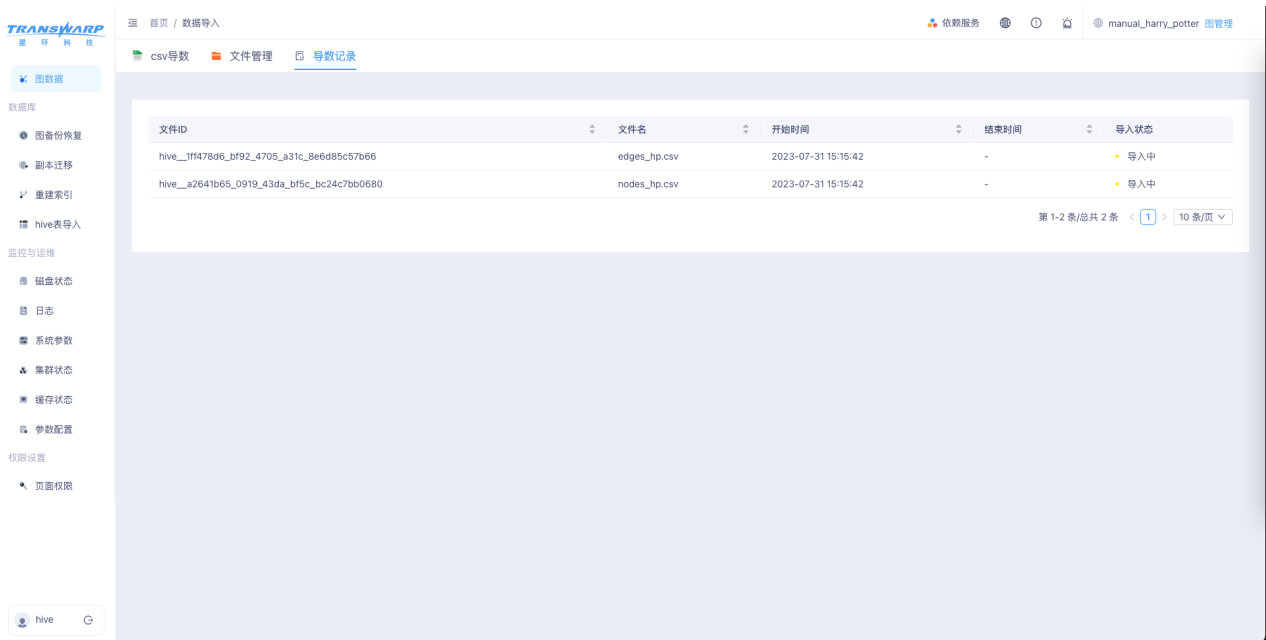 TRANSWARP
星环科技
首页 / 数据导入
依赖服务
manual_harry_potter 图管理
csv导数 文件管理 导数记录
图数据
数据库
图备份恢复
副本迁移
重建索引
hive表导入
监控与运维
磁盘状态
日志
系统参数
集群状态
缓存状态
参数配置
权限设置
页面权限
hive
文件ID 文件名 开始时间 结束时间 导入状态
hive__1ff478d6_bf92_4705_a31c_8e6d85c57b66 edges_hp.csv 2023-07-31 15:15:42 - 导入中
hive__a2641b65_0919_43da_bf5c_bc24c7bb0680 nodes_hp.csv 2023-07-31 15:15:42 - 导入中
第 1-2 条/总共 2 条 < 1 > 10 条/页